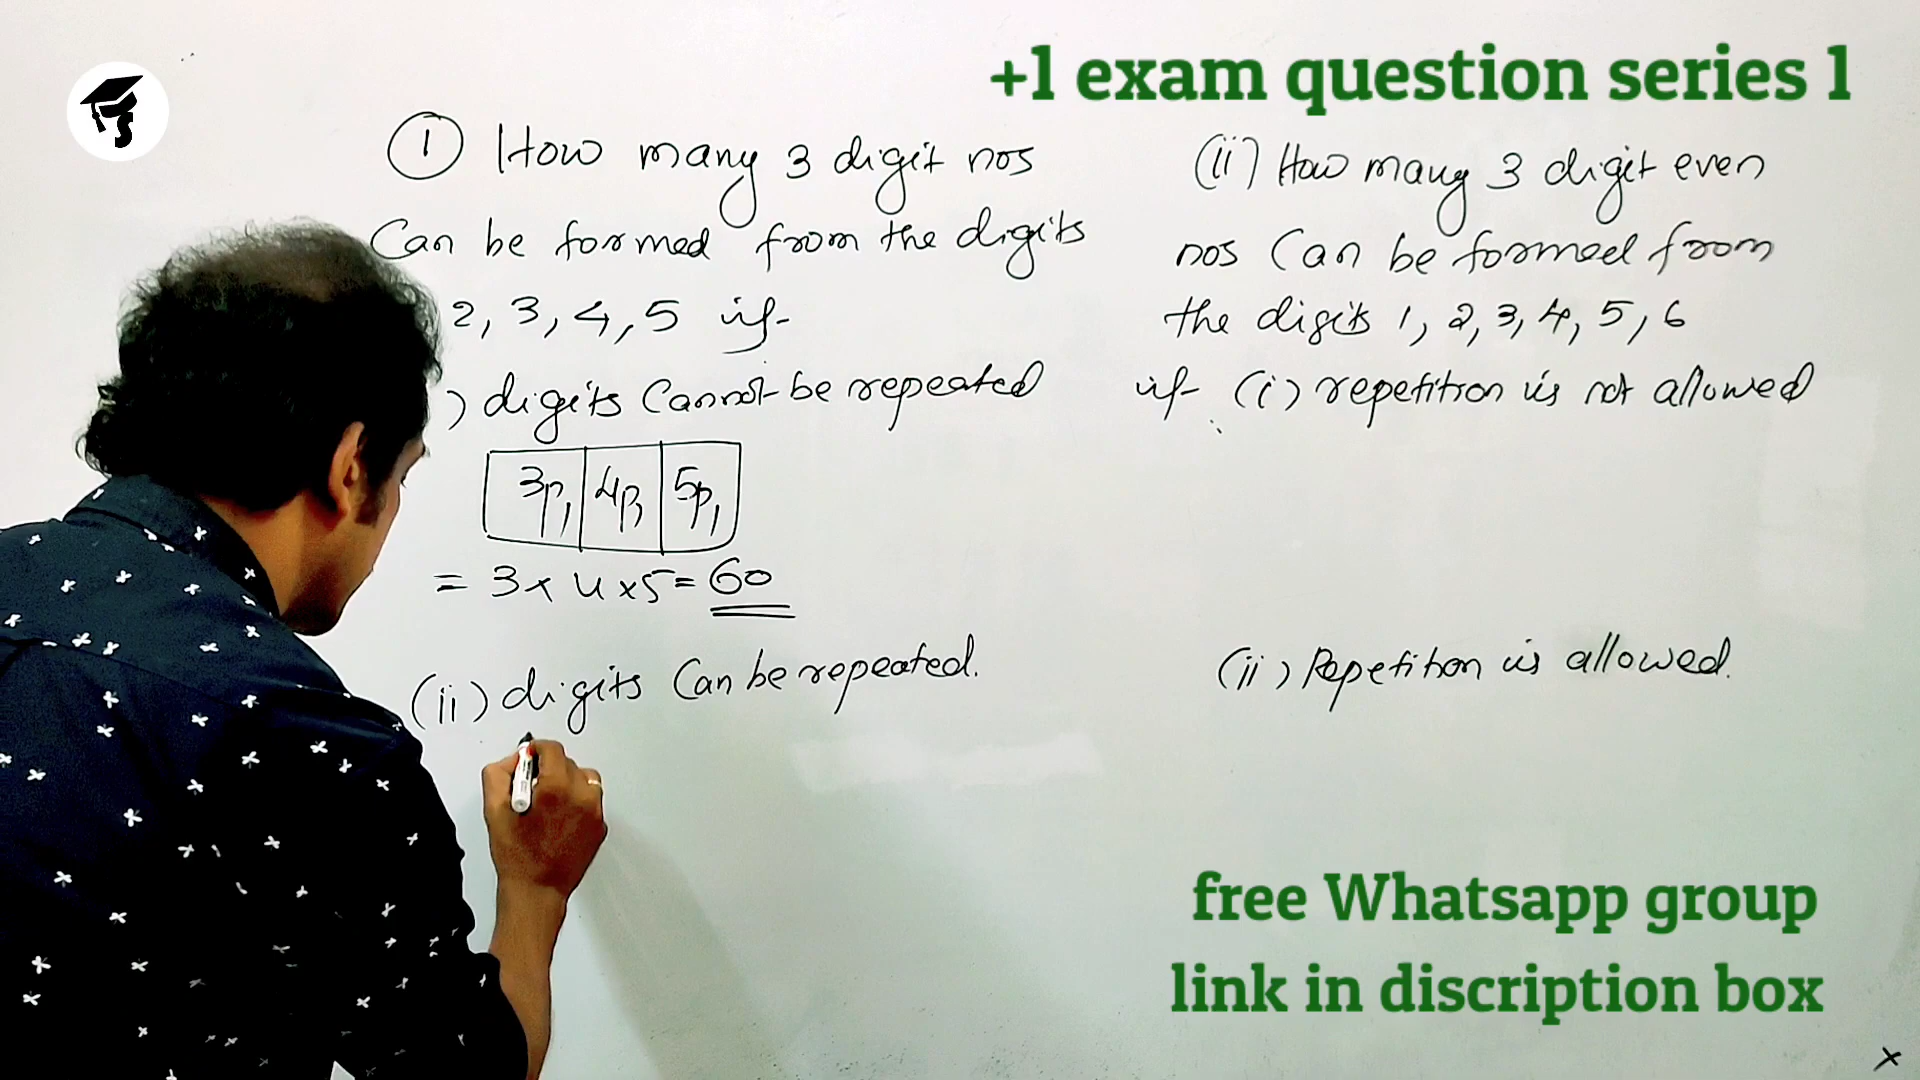 +1 exam question series 1
① How many 3 digit nos
Can be formed from the digits
2, 3, 4, 5 if
) digits Cannot be repeated
3P₁ 4P₁ 5P₁
= 3 x 4 x 5 = 60
(ii) digits Can be repeated.
(ii) How many 3 digit even
nos Can be formed from
the digits 1, 2, 3, 4, 5, 6
if (i) repetition is not allowed
(ii) Repetition is allowed.
free Whatsapp group
link in discription box
x